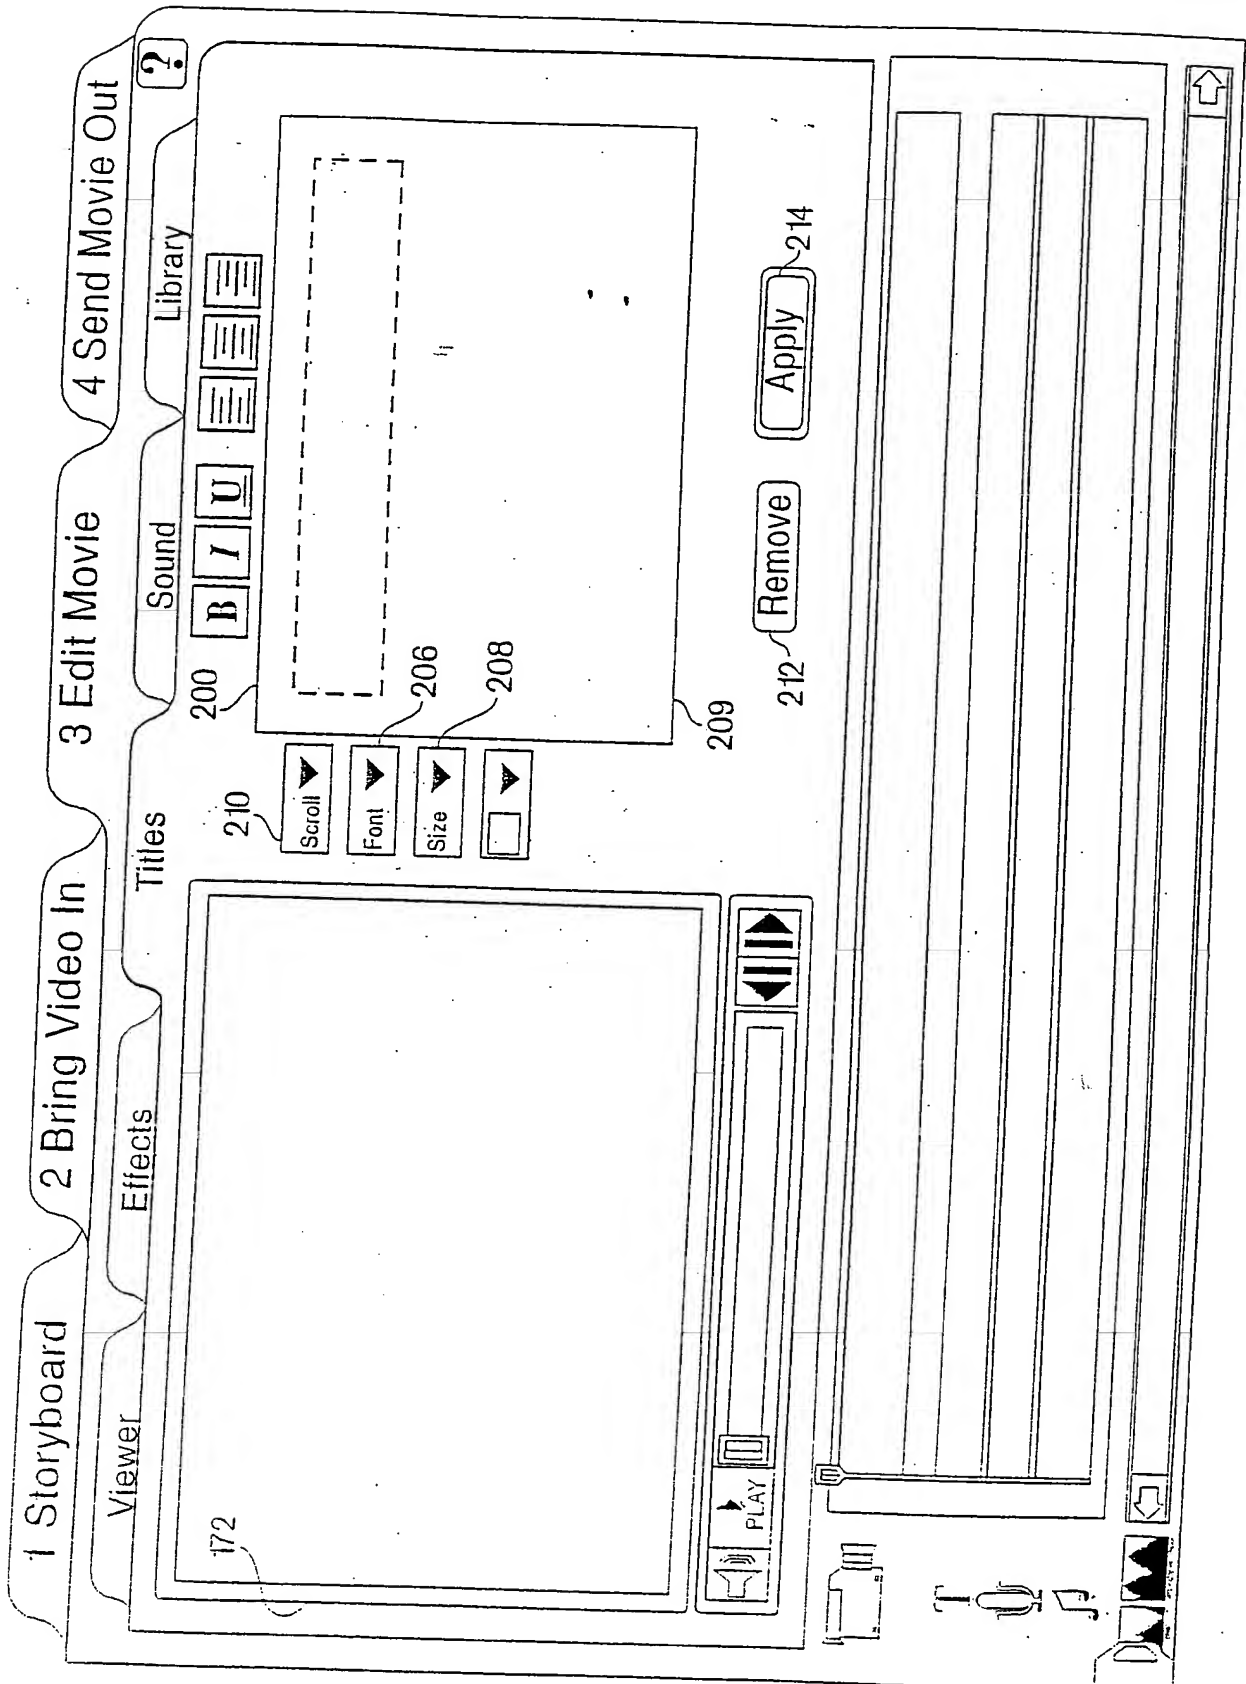 1 Storyboard
2 Bring Video In
3 Edit Movie
4 Send Movie Out
?
Viewer
Effects
Titles
Sound
Library
172
200
B I U
210
Scroll
Font
206
Size
208
209
PLAY
212
Remove
Apply
214
T